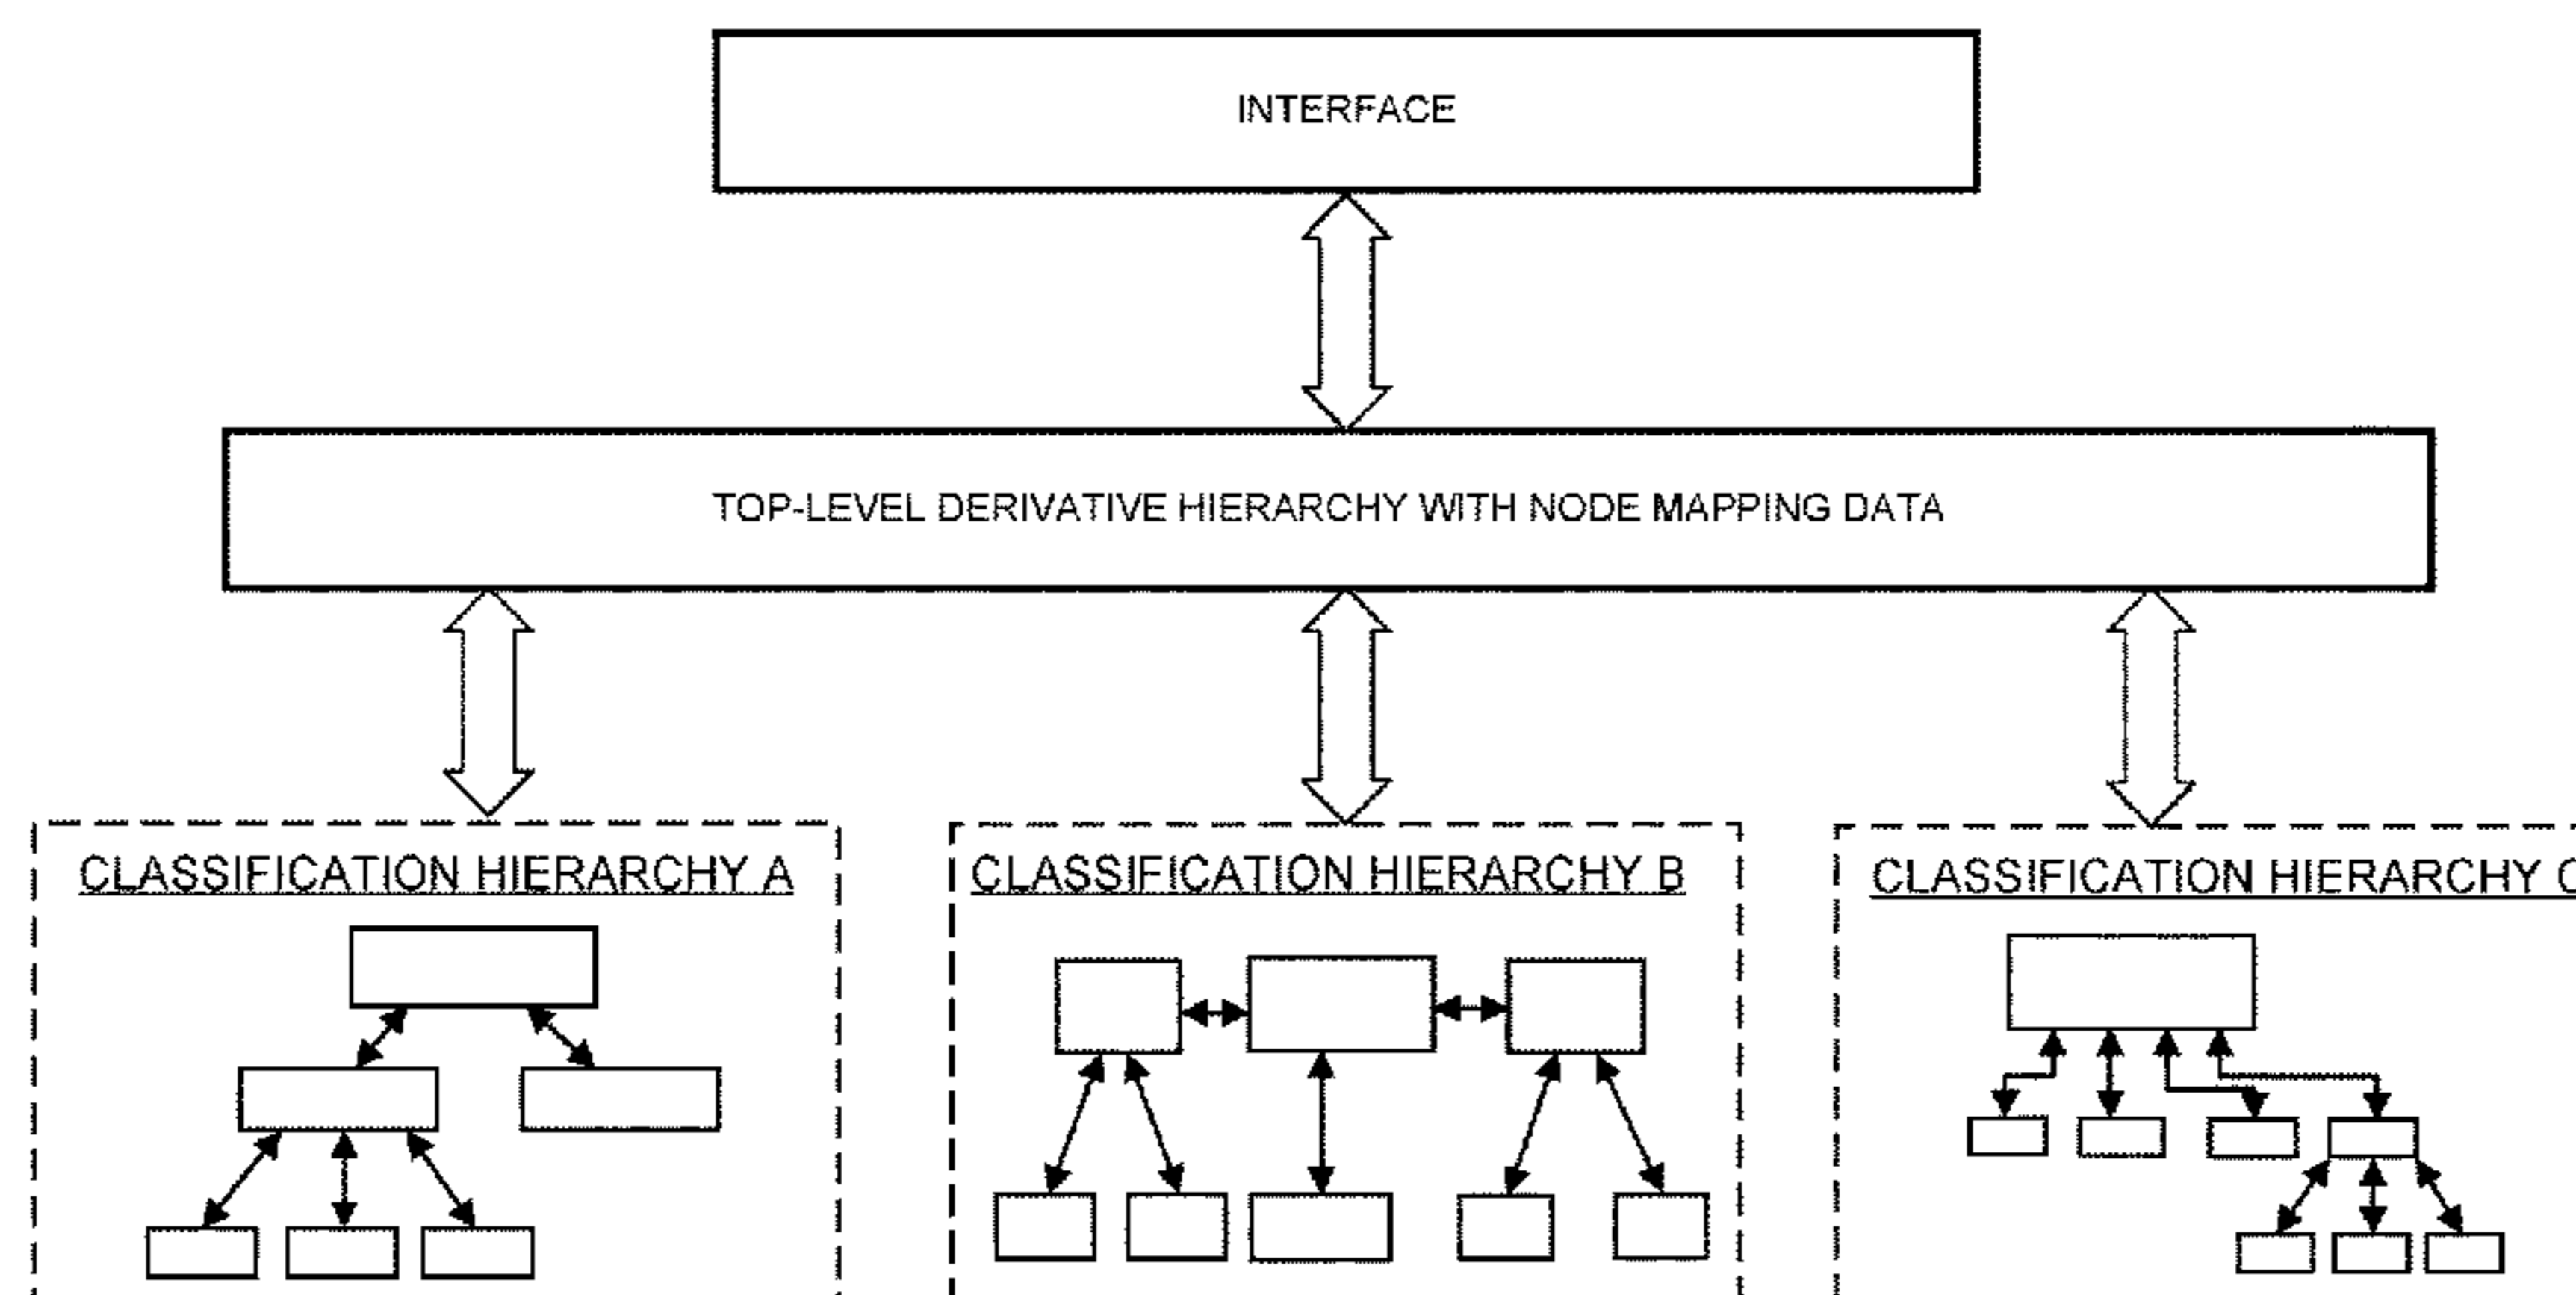 INTERFACE
TOP-LEVEL DERIVATIVE HIERARCHY WITH NODE MAPPING DATA
CLASSIFICATION HIERARCHY A
CLASSIFICATION HIERARCHY B
CLASSIFICATION HIERARCHY C